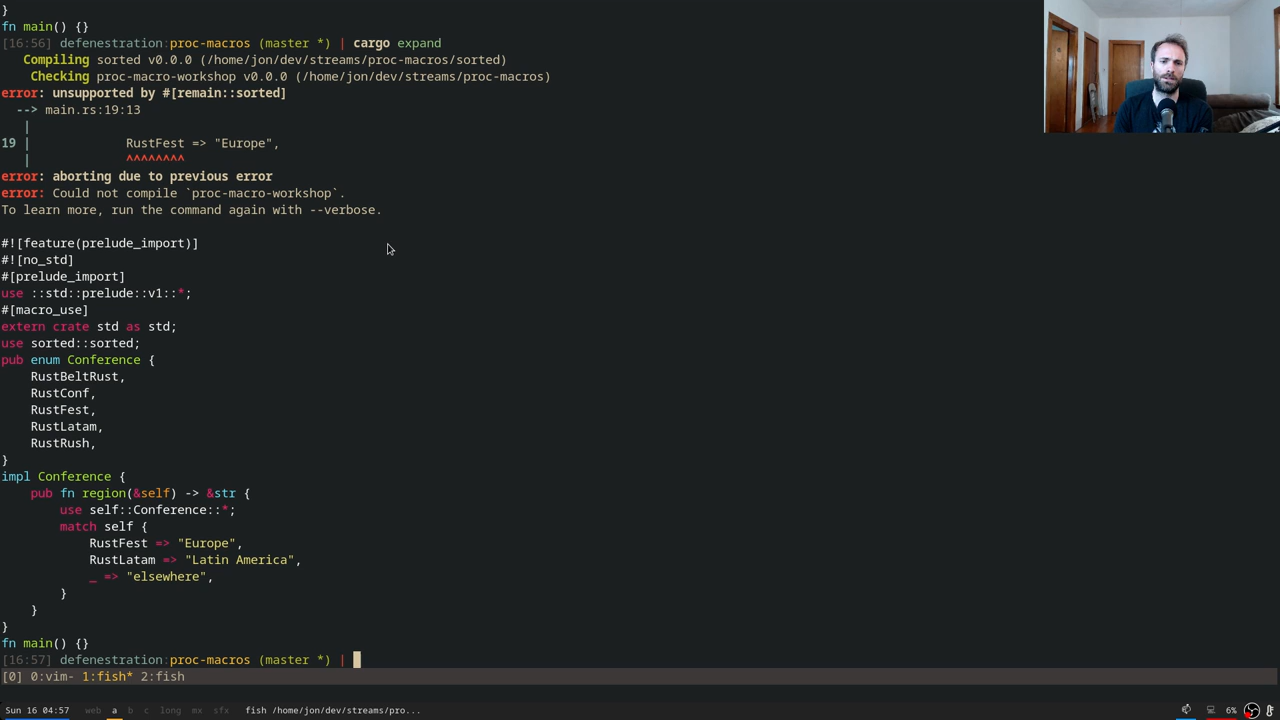 }
fn main() {}
[16:56] defenestration:proc-macros (master *) | cargo expand
   Compiling sorted v0.0.0 (/home/jon/dev/streams/proc-macros/sorted)
    Checking proc-macro-workshop v0.0.0 (/home/jon/dev/streams/proc-macros)
error: unsupported by #[remain::sorted]
  --> main.rs:19:13
   |
19 |             RustFest => "Europe",
   |             ^^^^^^^^
error: aborting due to previous error
error: Could not compile `proc-macro-workshop`.
To learn more, run the command again with --verbose.
#![feature(prelude_import)]
#![no_std]
#[prelude_import]
use ::std::prelude::v1::*;
#[macro_use]
extern crate std as std;
use sorted::sorted;
pub enum Conference {
    RustBeltRust,
    RustConf,
    RustFest,
    RustLatam,
    RustRush,
}
impl Conference {
    pub fn region(&self) -> &str {
        use self::Conference::*;
        match self {
            RustFest => "Europe",
            RustLatam => "Latin America",
            _ => "elsewhere",
        }
    }
}
fn main() {}
[16:57] defenestration:proc-macros (master *) |
[0] 0:vim- 1:fish* 2:fish
Sun 16 04:57 web a b c long mx sfx fish /home/jon/dev/streams/pro... 6%